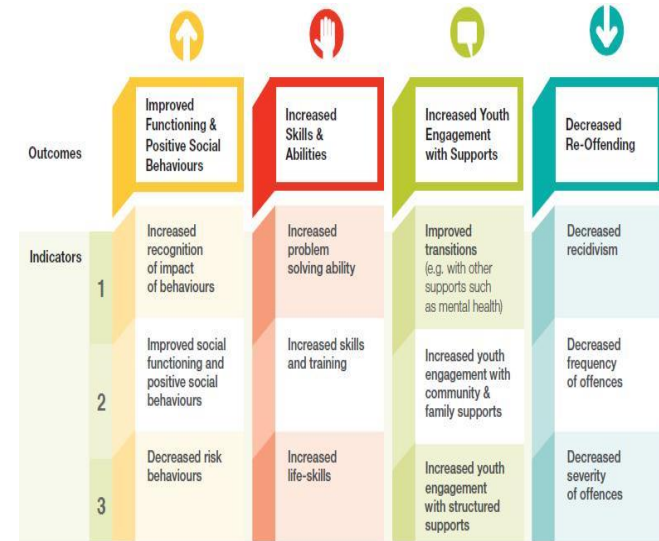 Outcomes
Improved
Functioning &
Positive Social
Behaviours
Increased
Skills &
Abilities
Increased Youth
Engagement
with Supports
Decreased
Re-Offending
Indicators
1
Increased
recognition
of impact
of behaviours
Increased
problem
solving ability
Improved
transitions
(e.g. with other
supports such
as mental health)
Decreased
recidivism
2
Improved social
functioning and
positive social
behaviours
Increased skills
and training
Increased youth
engagement with
community &
family supports
Decreased
frequency
of offences
3
Decreased risk
behaviours
Increased
life-skills
Increased youth
engagement
with structured
supports
Decreased
severity
of offences